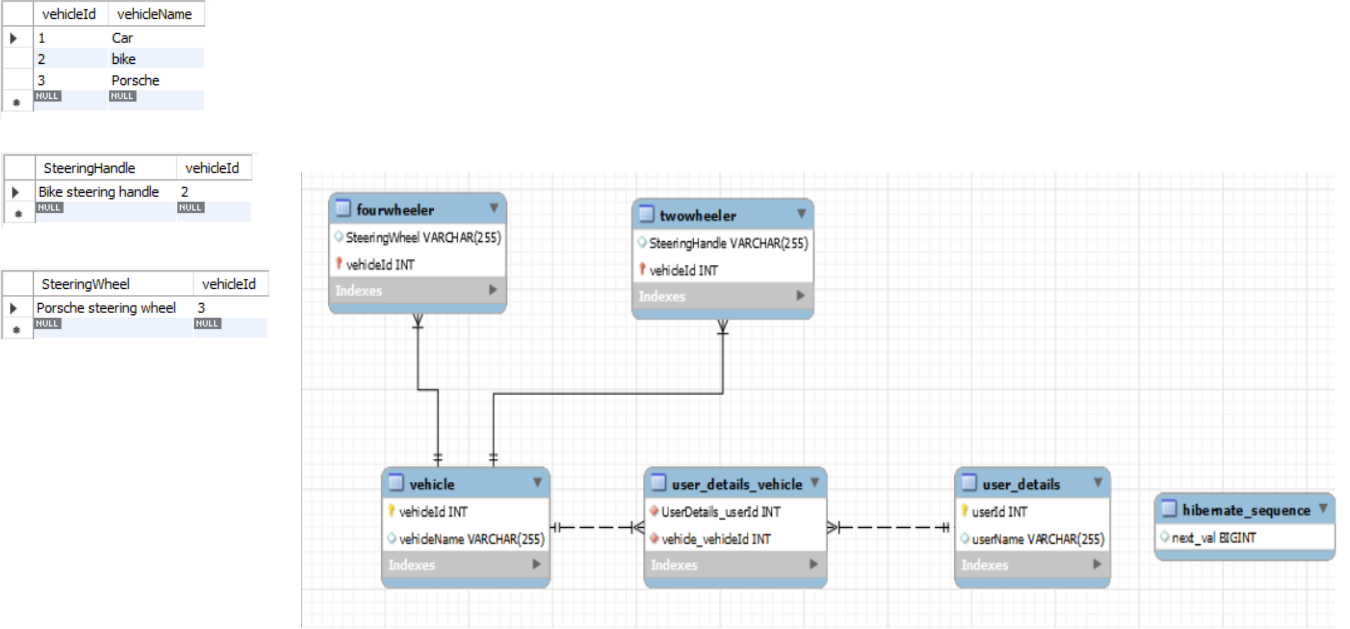 vehicleId vehicleName
1 Car
2 bike
3 Porsche
NULL NULL
SteeringHandle vehicleId
Bike steering handle 2
NULL NULL
SteeringWheel vehicleId
Porsche steering wheel 3
NULL NULL
fourwheeler
SteeringWheel VARCHAR(255)
vehicleId INT
Indexes
twowheeler
SteeringHandle VARCHAR(255)
vehicleId INT
Indexes
vehicle
vehicleId INT
vehicleName VARCHAR(255)
Indexes
user_details_vehicle
UserDetails_userId INT
vehicle_vehicleId INT
Indexes
user_details
userId INT
userName VARCHAR(255)
Indexes
hibernate_sequence
next_val BIGINT